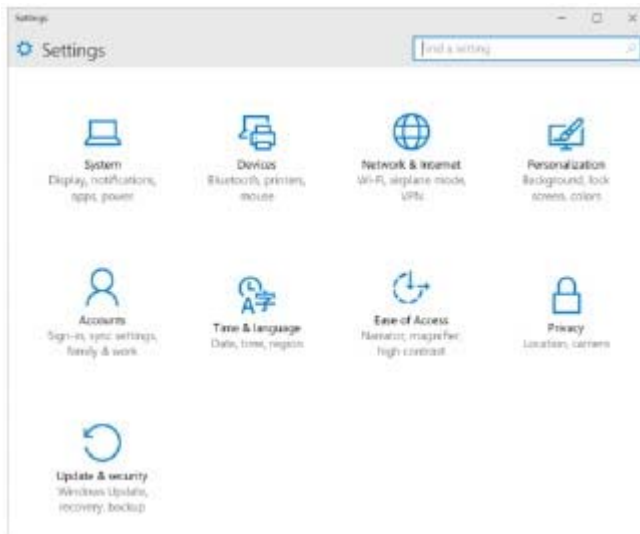 Settings
Settings
Find a setting
System
Display, notifications,
apps, power
Devices
Bluetooth, printers,
mouse
Network & Internet
Wi-Fi, airplane mode,
VPN
Personalization
Background, lock
screen, colors
Accounts
Sign-in, sync settings,
family & work
Time & language
Date, time, region
Ease of Access
Narrator, magnifier,
high contrast
Privacy
Location, camera
Update & security
Windows Update,
recovery, backup